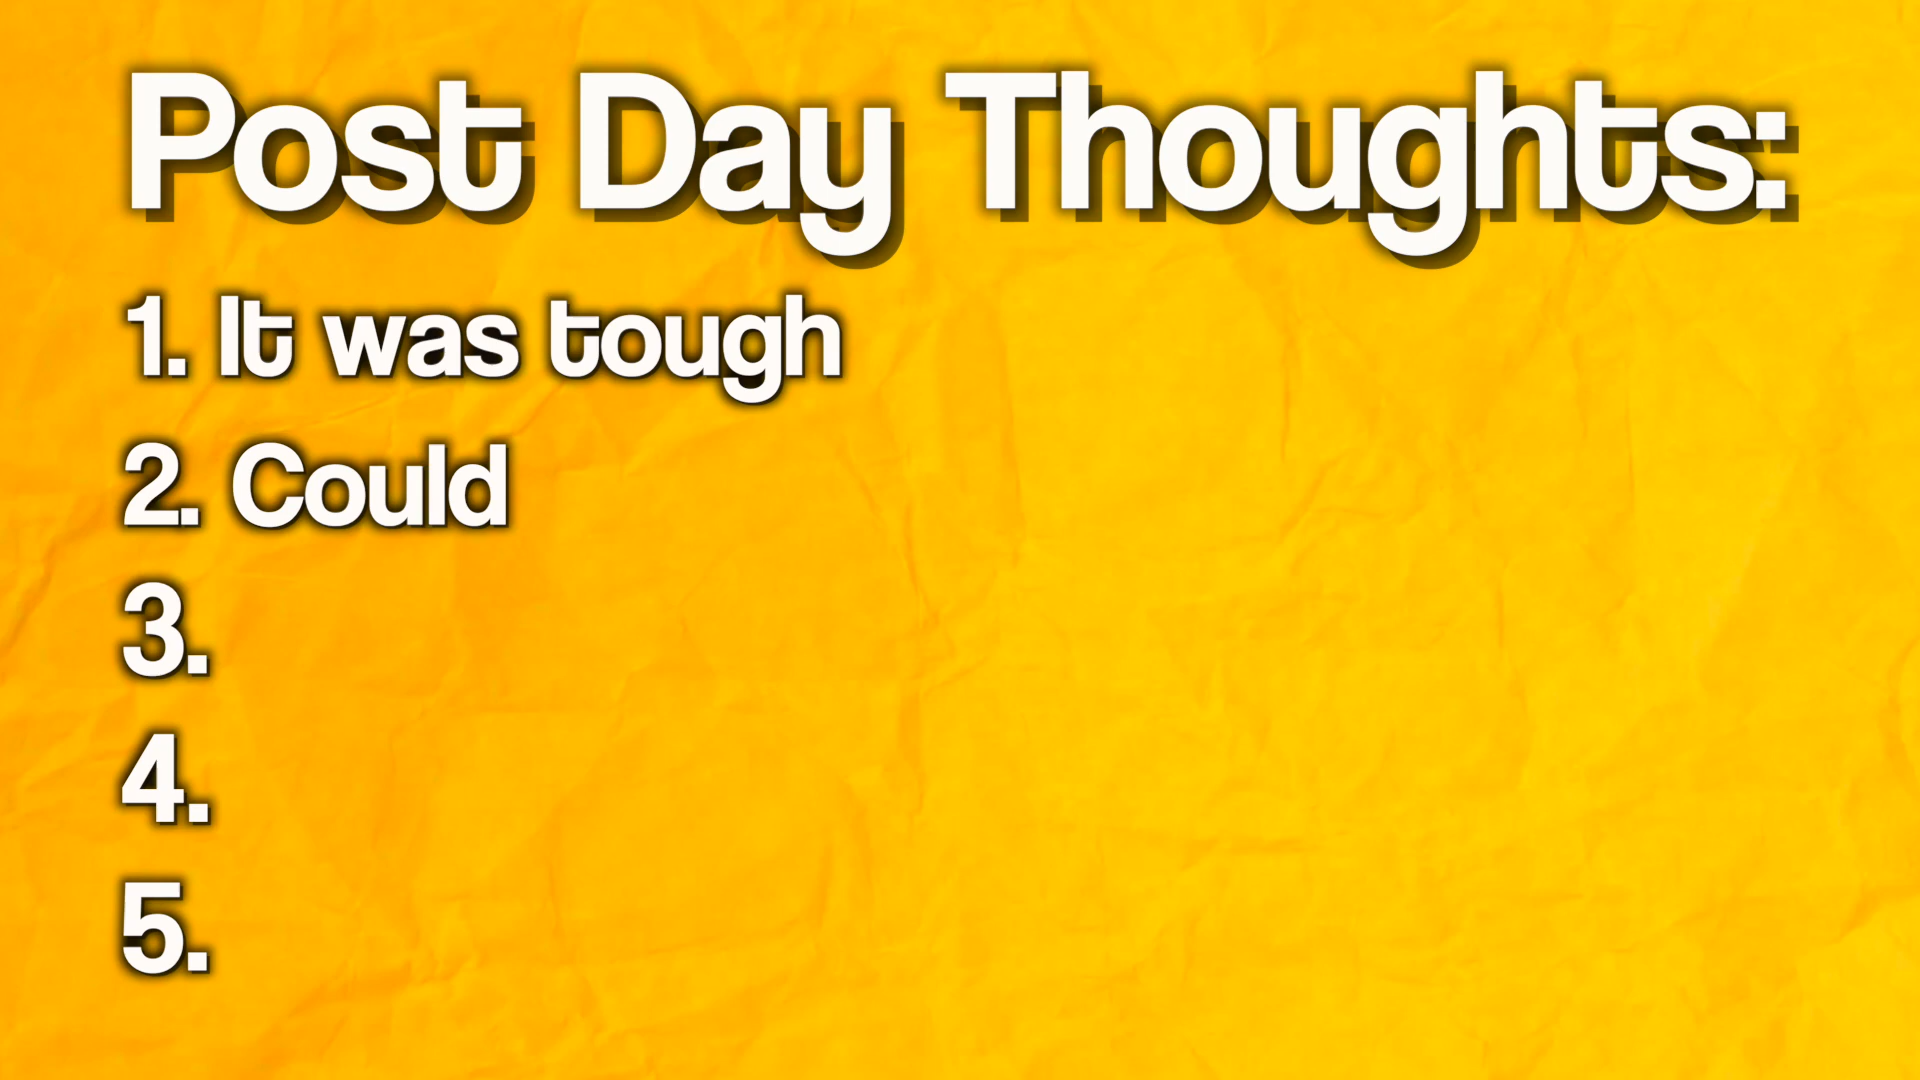 Post Day Thoughts:
1. It was tough
2. Could
3.
4.
5.